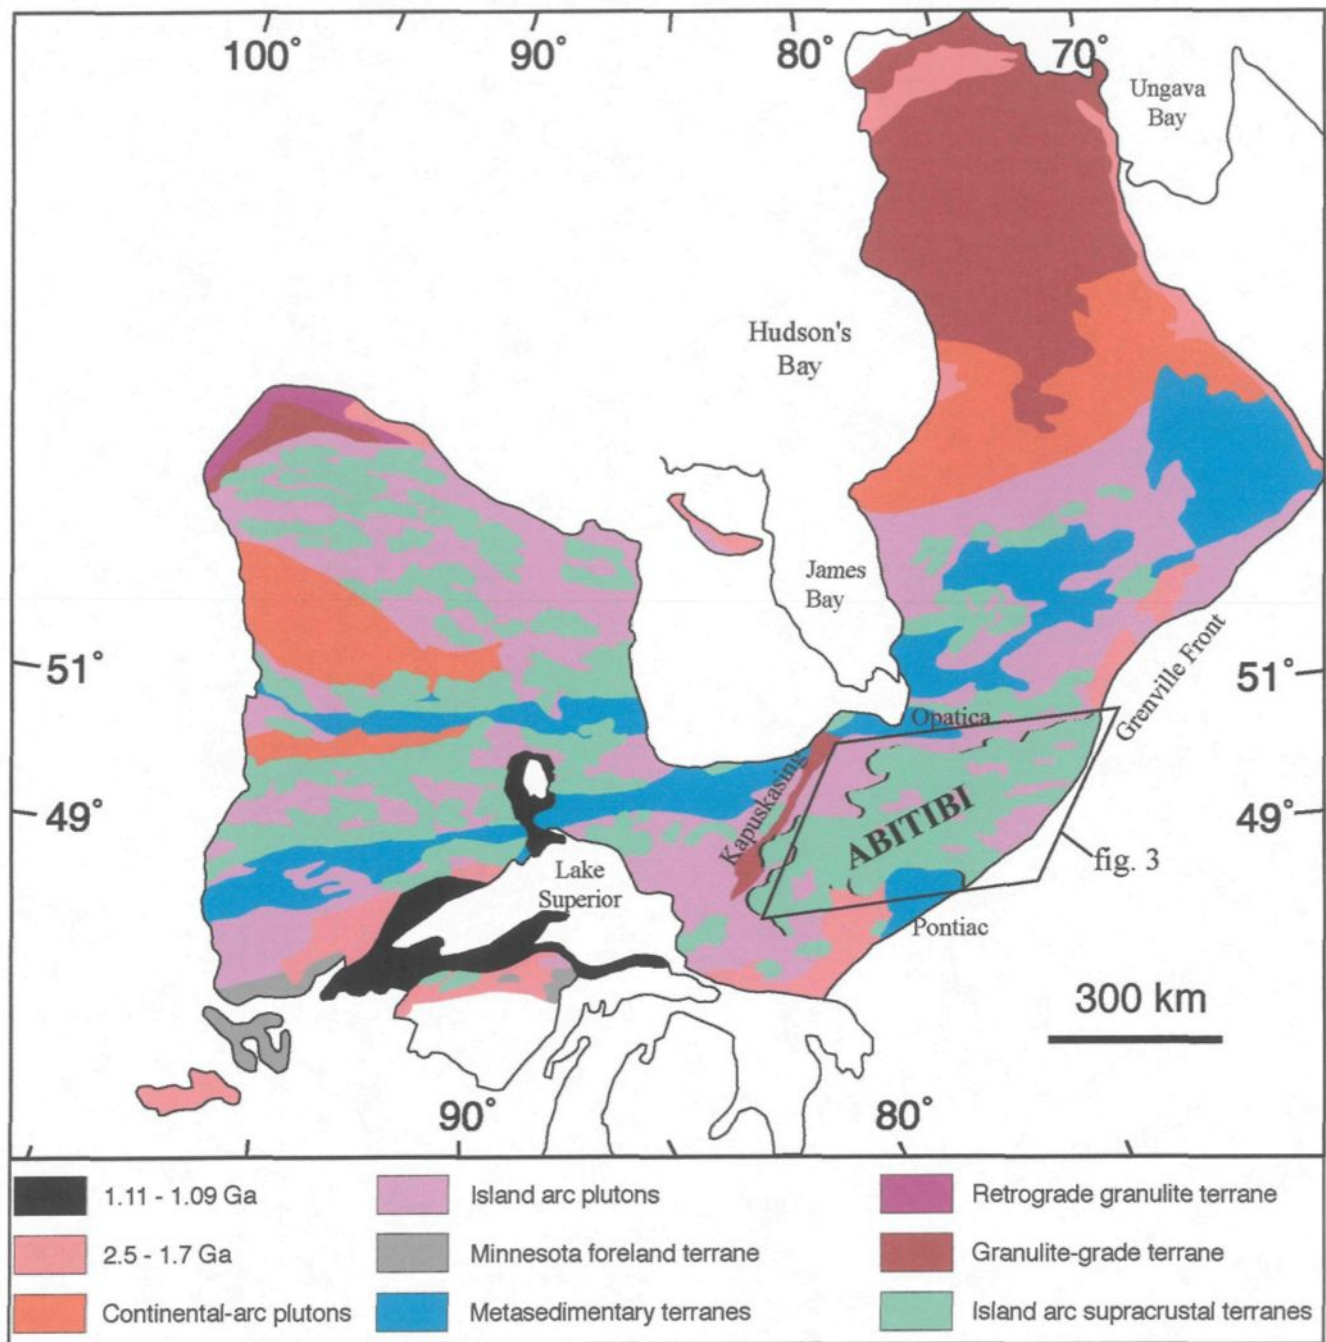 100°
90°
80°
70°
Ungava
Bay
Hudson's
Bay
James
Bay
51°
51°
Opatica
Grenville Front
Kapuskasing
49°
49°
ABITIBI
fig. 3
Lake
Superior
Pontiac
300 km
90°
80°
1.11 - 1.09 Ga
Island arc plutons
Retrograde granulite terrane
2.5 - 1.7 Ga
Minnesota foreland terrane
Granulite-grade terrane
Continental-arc plutons
Metasedimentary terranes
Island arc supracrustal terranes